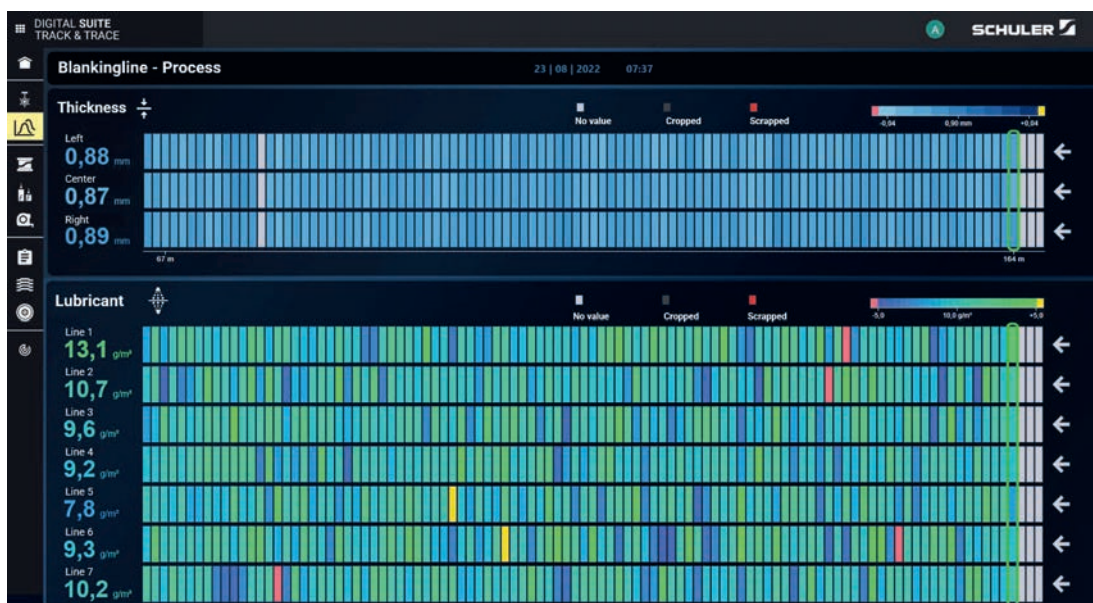 DIGITAL SUITE
TRACK & TRACE
A
SCHULER
Blankingline - Process
23 | 08 | 2022 07:37
Thickness
No value
Cropped
Scrapped
-0,04
0,90 mm
+0,04
Left
0,88 mm
Center
0,87 mm
Right
0,89 mm
67 m
164 m
Lubricant
No value
Cropped
Scrapped
-5,0
10,0 g/m²
+5,0
Line 1
13,1 g/m²
Line 2
10,7 g/m²
Line 3
9,6 g/m²
Line 4
9,2 g/m²
Line 5
7,8 g/m²
Line 6
9,3 g/m²
Line 7
10,2 g/m²